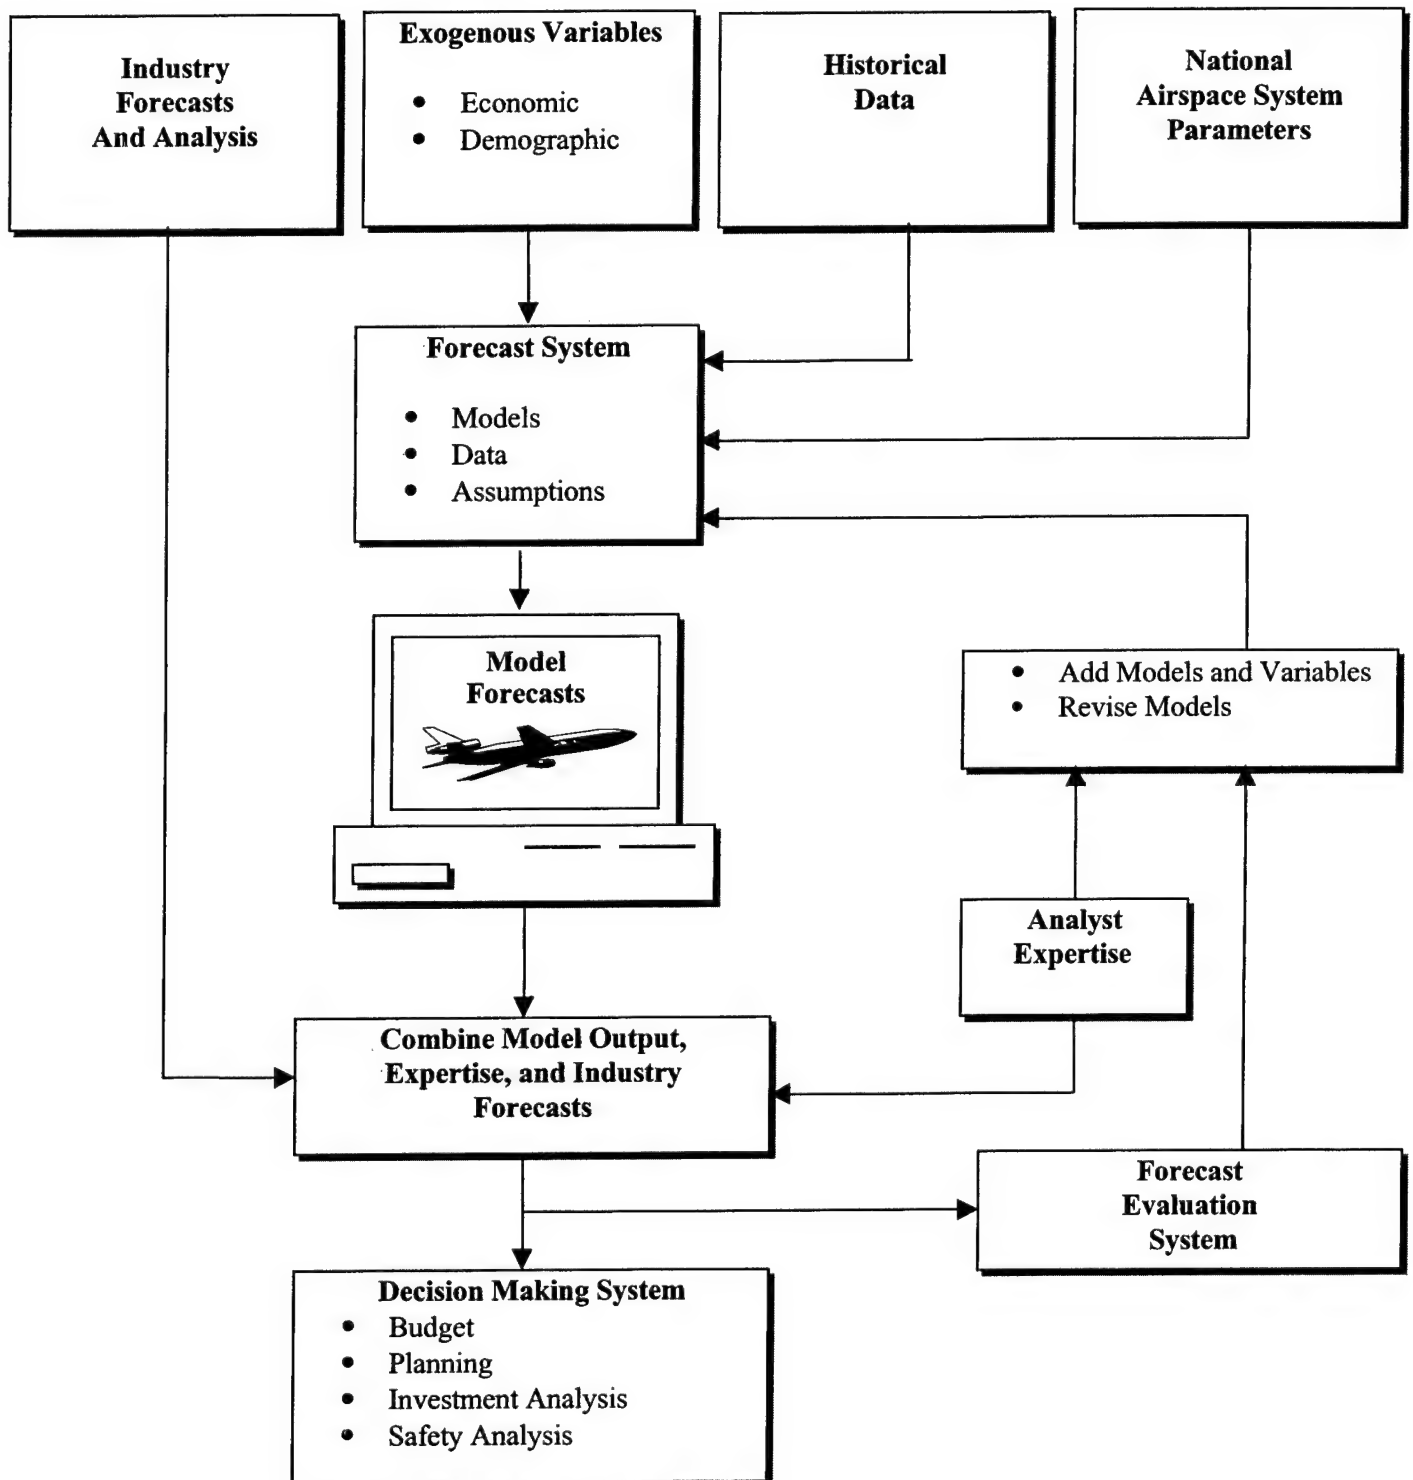 Industry
Forecasts
And Analysis
Exogenous Variables
• Economic
• Demographic
Historical
Data
National
Airspace System
Parameters
Forecast System
• Models
• Data
• Assumptions
Model
Forecasts
• Add Models and Variables
• Revise Models
Analyst
Expertise
Combine Model Output,
Expertise, and Industry
Forecasts
Forecast
Evaluation
System
Decision Making System
• Budget
• Planning
• Investment Analysis
• Safety Analysis